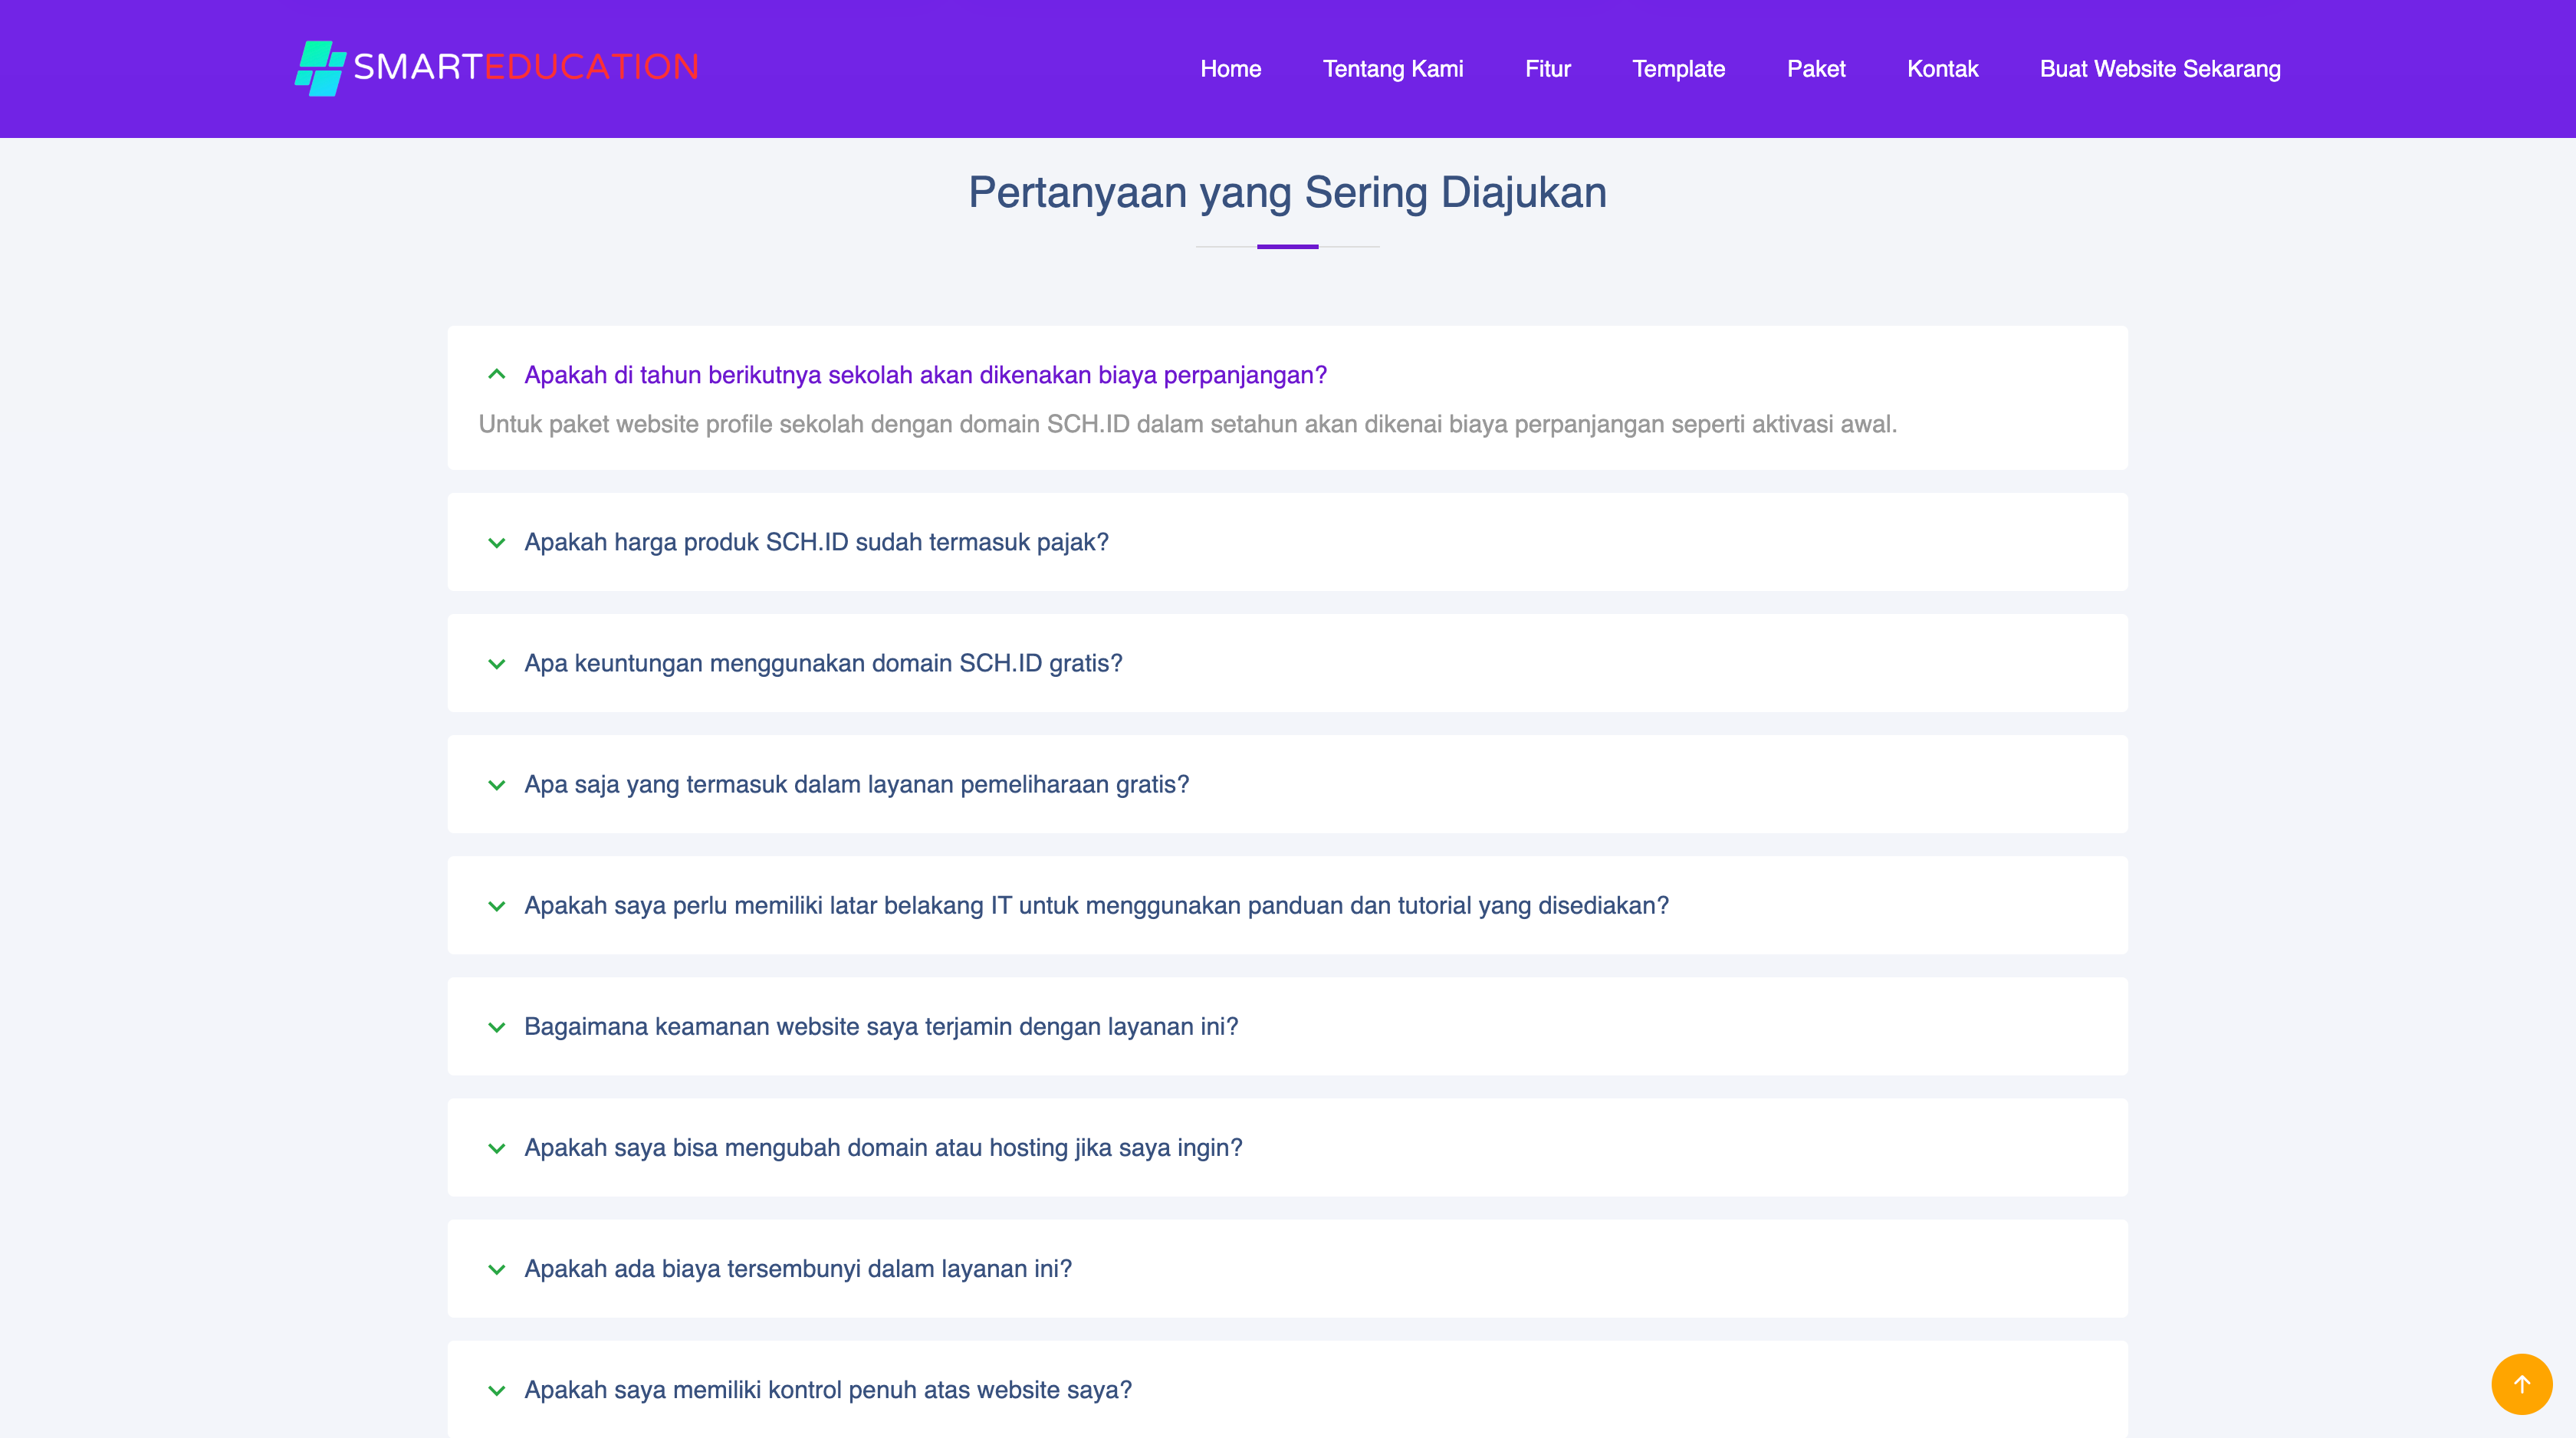 SMARTEDUCATION
Home Tentang Kami Fitur Template Paket Kontak Buat Website Sekarang
Pertanyaan yang Sering Diajukan
Apakah di tahun berikutnya sekolah akan dikenakan biaya perpanjangan?
Untuk paket website profile sekolah dengan domain SCH.ID dalam setahun akan dikenai biaya perpanjangan seperti aktivasi awal.
Apakah harga produk SCH.ID sudah termasuk pajak?
Apa keuntungan menggunakan domain SCH.ID gratis?
Apa saja yang termasuk dalam layanan pemeliharaan gratis?
Apakah saya perlu memiliki latar belakang IT untuk menggunakan panduan dan tutorial yang disediakan?
Bagaimana keamanan website saya terjamin dengan layanan ini?
Apakah saya bisa mengubah domain atau hosting jika saya ingin?
Apakah ada biaya tersembunyi dalam layanan ini?
Apakah saya memiliki kontrol penuh atas website saya?